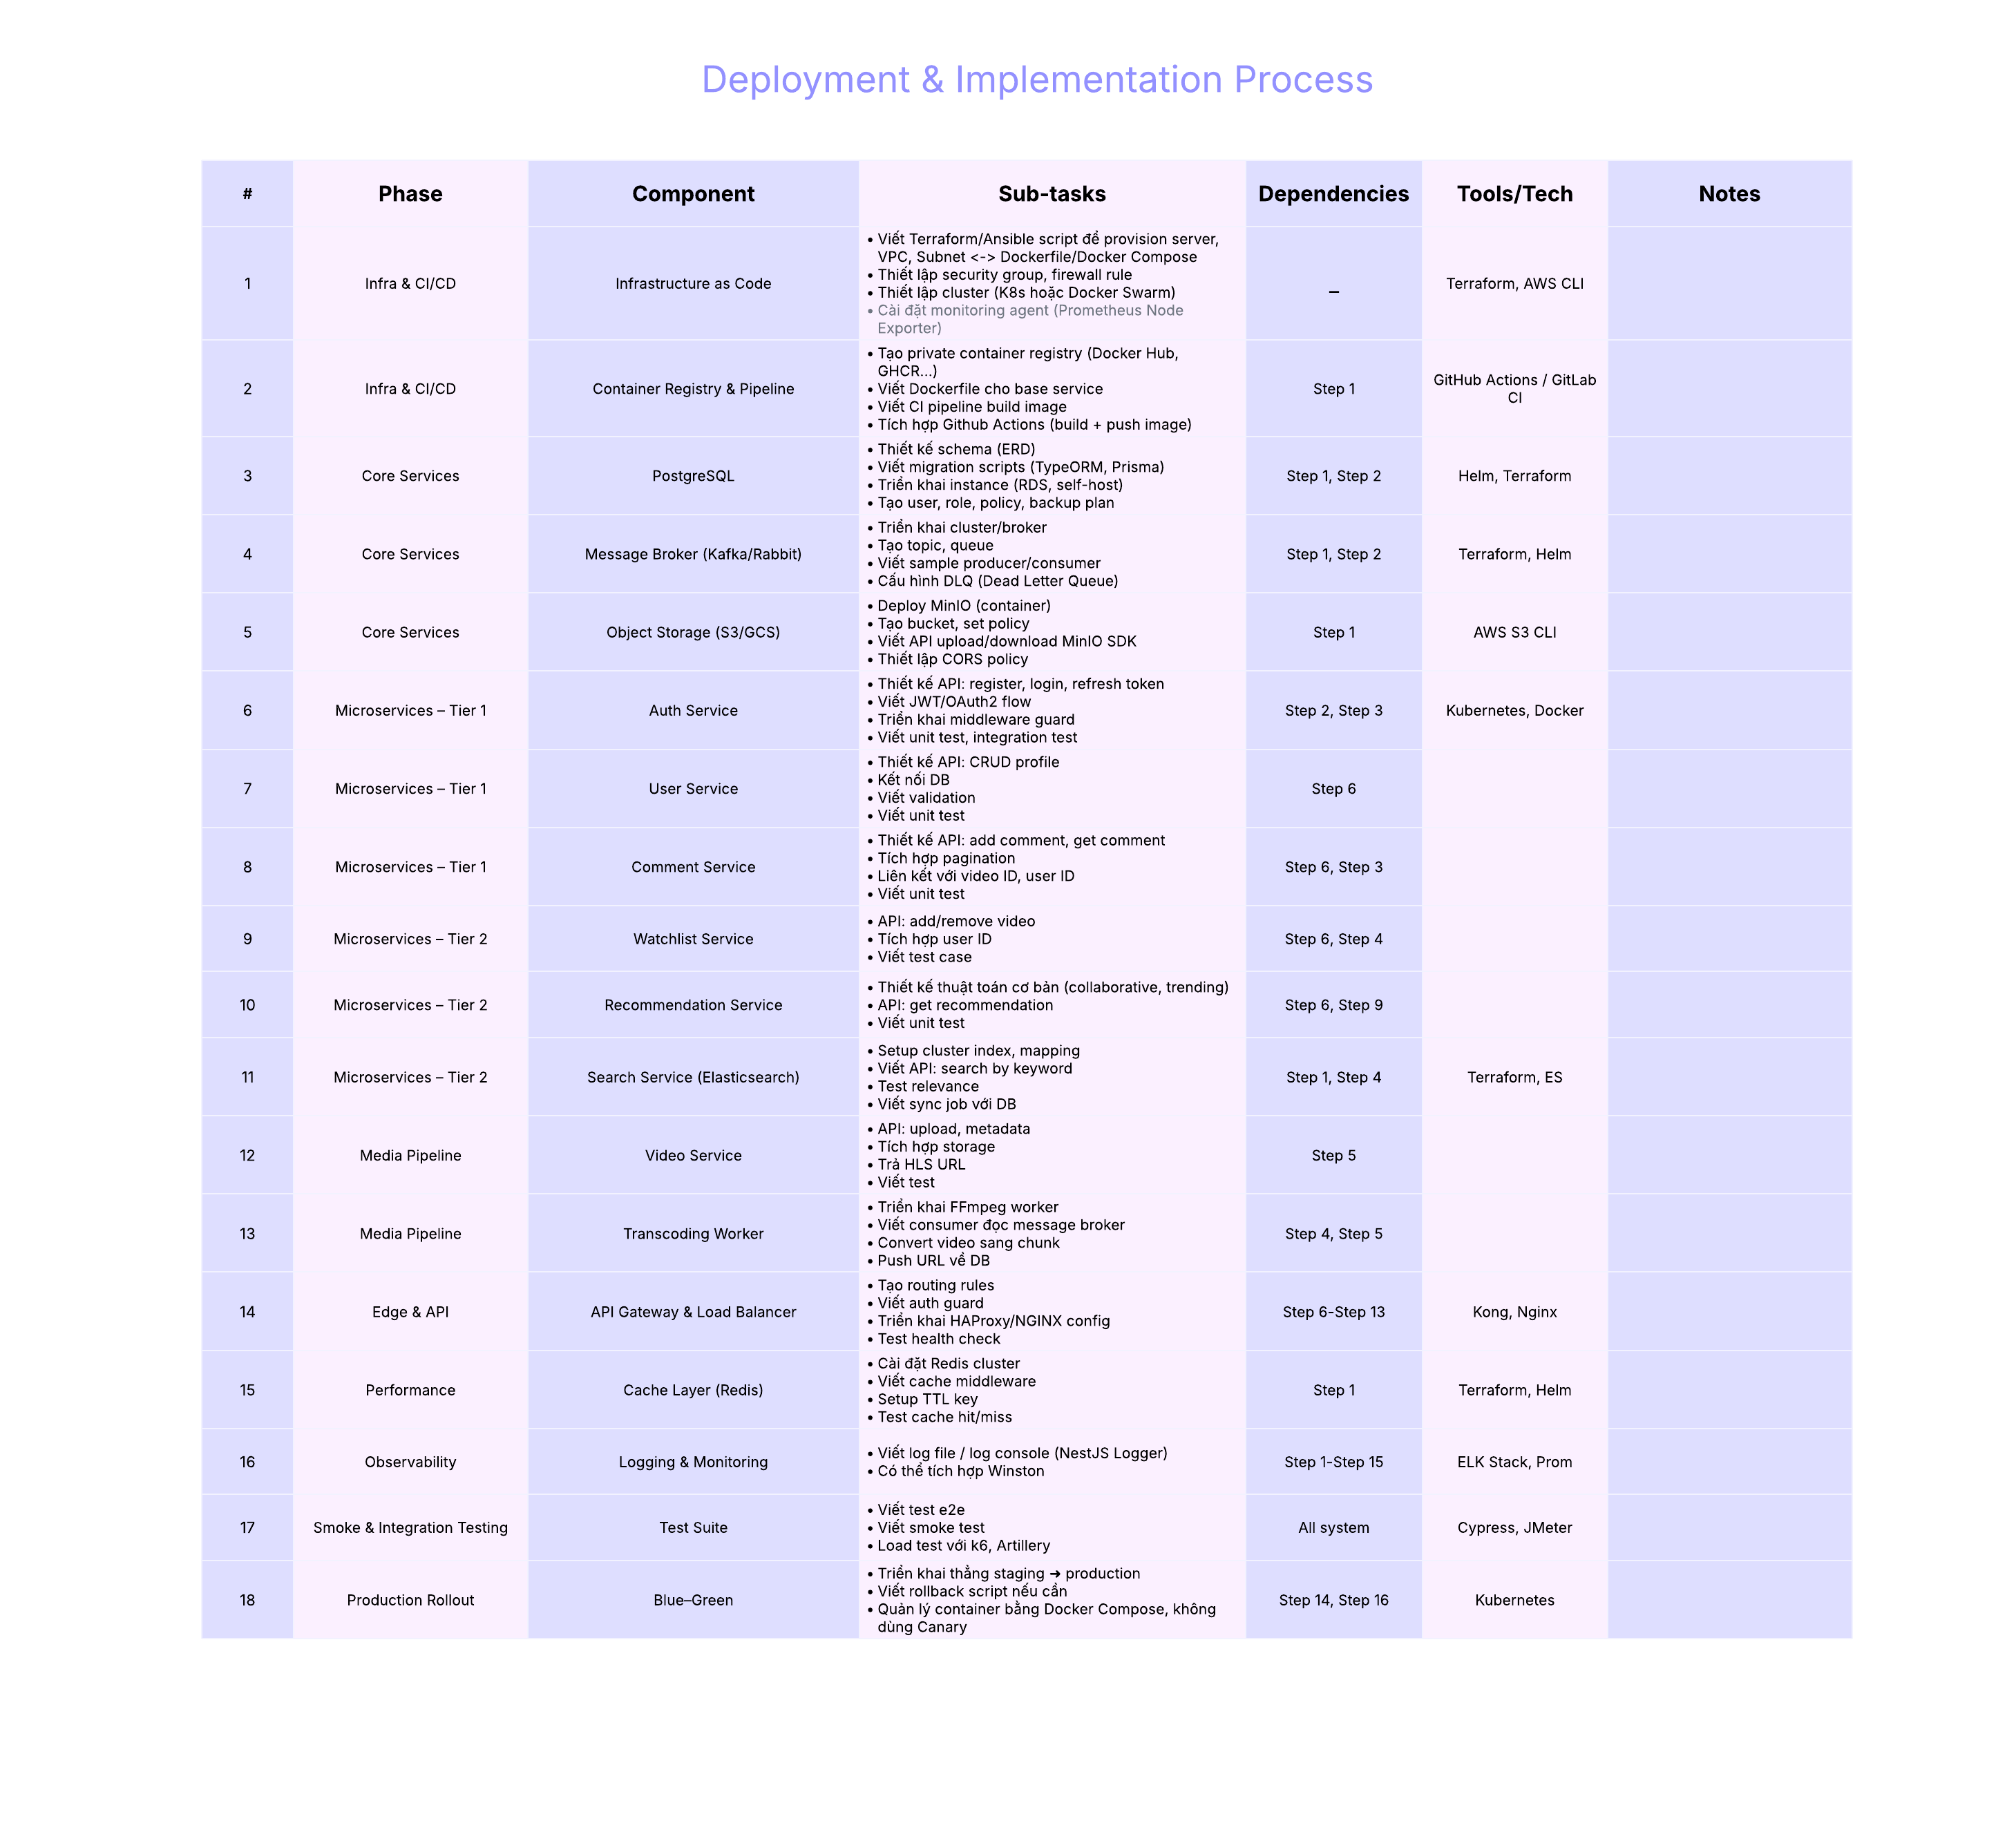 Deployment & Implementation Process
# Phase Component Sub-tasks Dependencies Tools/Tech Notes
1 Infra & CI/CD Infrastructure as Code
• Viết Terraform/Ansible script để provision server,
VPC, Subnet <-> Dockerfile/Docker Compose
• Thiết lập security group, firewall rule
• Thiết lập cluster (K8s hoặc Docker Swarm)
• Cài đặt monitoring agent (Prometheus Node
Exporter)
– Terraform, AWS CLI
2 Infra & CI/CD Container Registry & Pipeline
• Tạo private container registry (Docker Hub,
GHCR...)
• Viết Dockerfile cho base service
• Viết CI pipeline build image
• Tích hợp Github Actions (build + push image)
Step 1
GitHub Actions / GitLab
CI
3 Core Services PostgreSQL
• Thiết kế schema (ERD)
• Viết migration scripts (TypeORM, Prisma)
• Triển khai instance (RDS, self-host)
• Tạo user, role, policy, backup plan
Step 1, Step 2 Helm, Terraform
4 Core Services Message Broker (Kafka/Rabbit)
• Triển khai cluster/broker
• Tạo topic, queue
• Viết sample producer/consumer
• Cấu hình DLQ (Dead Letter Queue)
Step 1, Step 2 Terraform, Helm
5 Core Services Object Storage (S3/GCS)
• Deploy MinIO (container)
• Tạo bucket, set policy
• Viết API upload/download MinIO SDK
• Thiết lập CORS policy
Step 1 AWS S3 CLI
6 Microservices – Tier 1 Auth Service
• Thiết kế API: register, login, refresh token
• Viết JWT/OAuth2 flow
• Triển khai middleware guard
• Viết unit test, integration test
Step 2, Step 3 Kubernetes, Docker
7 Microservices – Tier 1 User Service
• Thiết kế API: CRUD profile
• Kết nối DB
• Viết validation
• Viết unit test
Step 6
8 Microservices – Tier 1 Comment Service
• Thiết kế API: add comment, get comment
• Tích hợp pagination
• Liên kết với video ID, user ID
• Viết unit test
Step 6, Step 3
9 Microservices – Tier 2 Watchlist Service
• API: add/remove video
• Tích hợp user ID
• Viết test case
Step 6, Step 4
10 Microservices – Tier 2 Recommendation Service
• Thiết kế thuật toán cơ bản (collaborative, trending)
• API: get recommendation
• Viết unit test
Step 6, Step 9
11 Microservices – Tier 2 Search Service (Elasticsearch)
• Setup cluster index, mapping
• Viết API: search by keyword
• Test relevance
• Viết sync job với DB
Step 1, Step 4 Terraform, ES
12 Media Pipeline Video Service
• API: upload, metadata
• Tích hợp storage
• Trả HLS URL
• Viết test
Step 5
13 Media Pipeline Transcoding Worker
• Triển khai FFmpeg worker
• Viết consumer đọc message broker
• Convert video sang chunk
• Push URL về DB
Step 4, Step 5
14 Edge & API API Gateway & Load Balancer
• Tạo routing rules
• Viết auth guard
• Triển khai HAProxy/NGINX config
• Test health check
Step 6-Step 13 Kong, Nginx
15 Performance Cache Layer (Redis)
• Cài đặt Redis cluster
• Viết cache middleware
• Setup TTL key
• Test cache hit/miss
Step 1 Terraform, Helm
16 Observability Logging & Monitoring
• Viết log file / log console (NestJS Logger)
• Có thể tích hợp Winston
Step 1-Step 15 ELK Stack, Prom
17 Smoke & Integration Testing Test Suite
• Viết test e2e
• Viết smoke test
• Load test với k6, Artillery
All system Cypress, JMeter
18 Production Rollout Blue–Green
• Triển khai thẳng staging ➜ production
• Viết rollback script nếu cần
• Quản lý container bằng Docker Compose, không
dùng Canary
Step 14, Step 16 Kubernetes